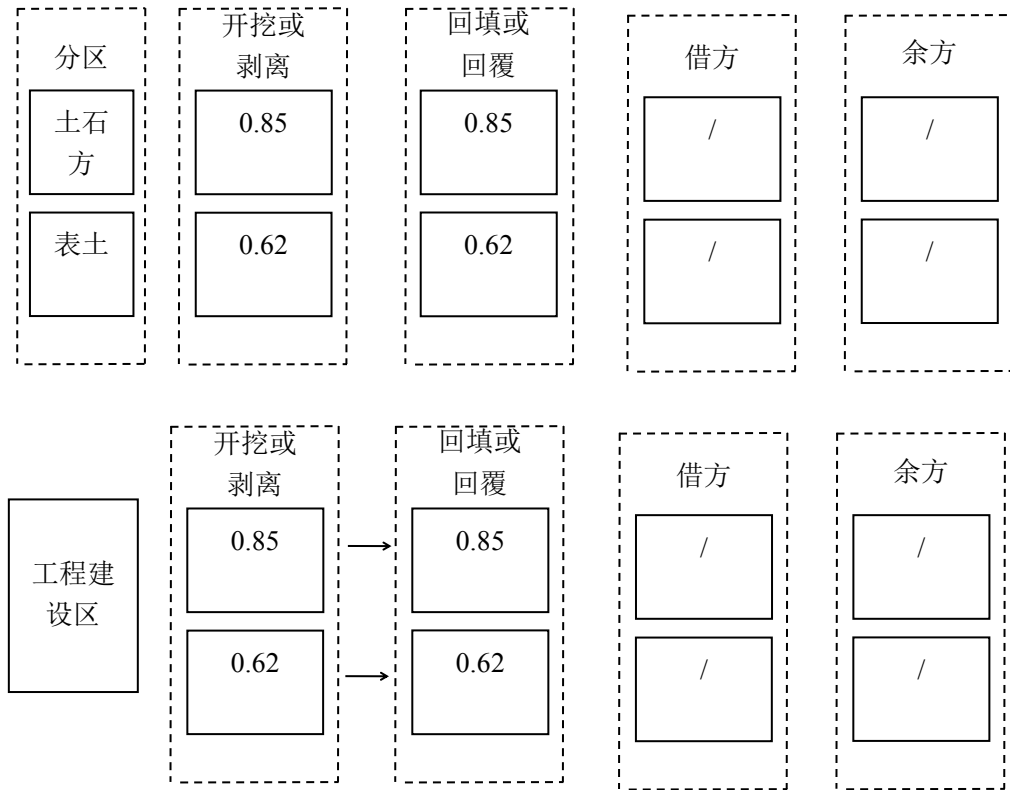 分区
开挖或
剥离
回填或
回覆
借方
余方
土石
方
0.85
0.85
/
/
表土
0.62
0.62
/
/
开挖或
剥离
回填或
回覆
借方
余方
工程建
设区
0.85
0.85
/
/
0.62
0.62
/
/